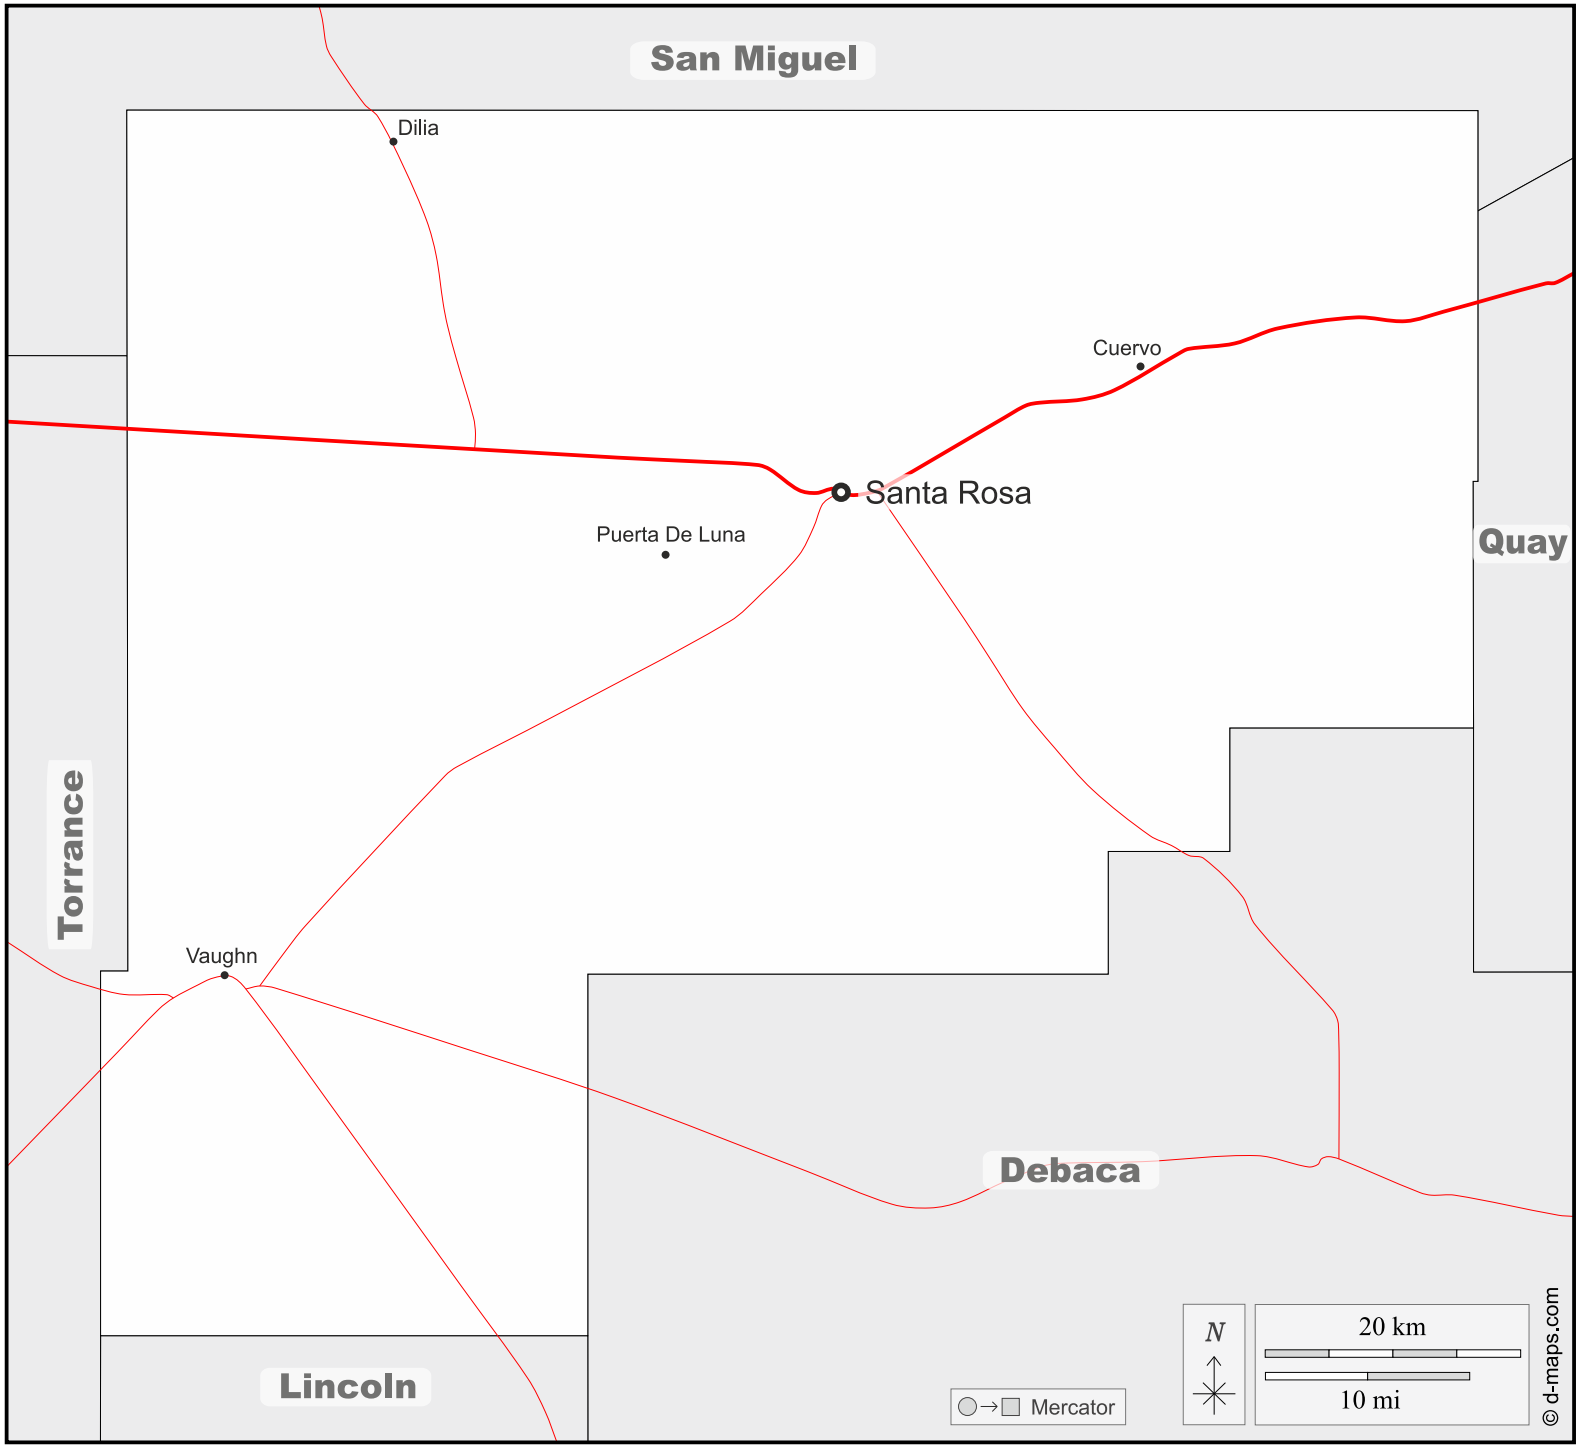 San Miguel
Dilia
Cuervo
Santa Rosa
Puerta De Luna
Quay
Torrance
Vaughn
Debaca
Lincoln
N
20 km
10 mi
Mercator
© d-maps.com